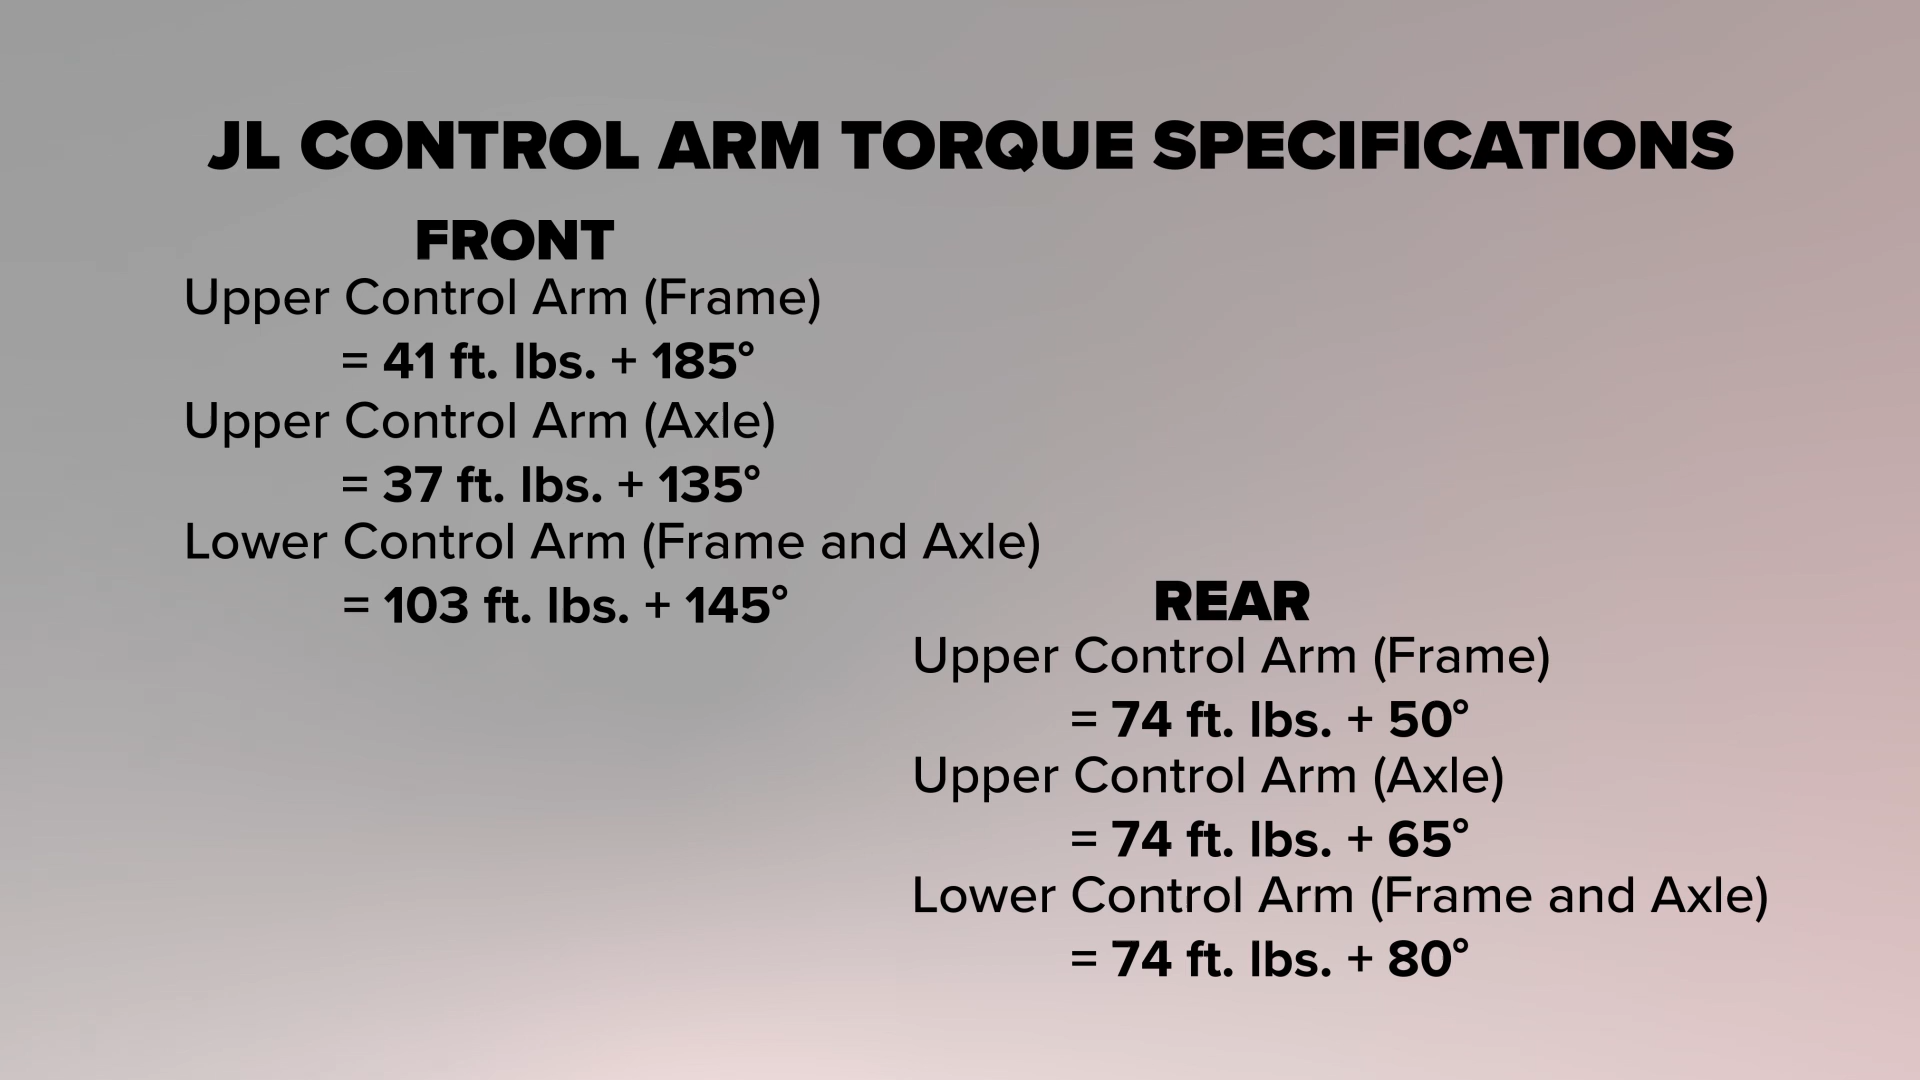 JL CONTROL ARM TORQUE SPECIFICATIONS
FRONT
Upper Control Arm (Frame)
= 41 ft. lbs. + 185°
Upper Control Arm (Axle)
= 37 ft. lbs. + 135°
Lower Control Arm (Frame and Axle)
= 103 ft. lbs. + 145°
REAR
Upper Control Arm (Frame)
= 74 ft. lbs. + 50°
Upper Control Arm (Axle)
= 74 ft. lbs. + 65°
Lower Control Arm (Frame and Axle)
= 74 ft. lbs. + 80°